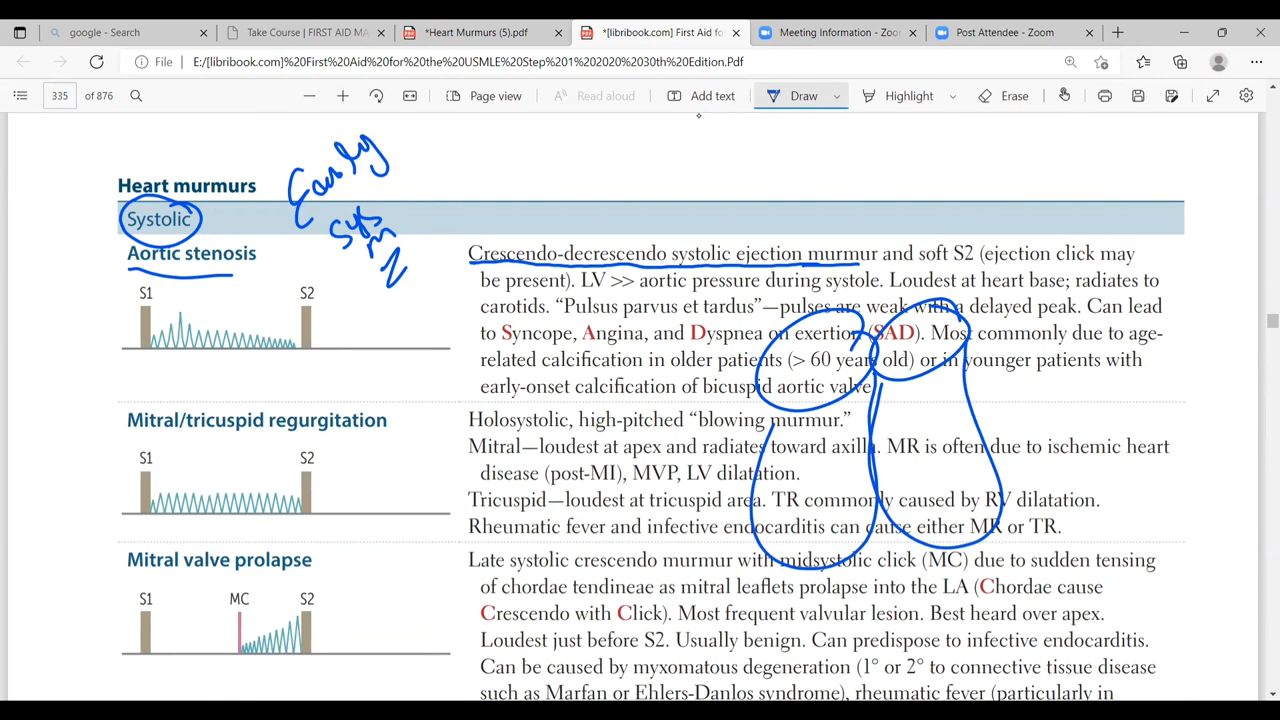 google - Search
Take Course | FIRST AID MA
*Heart Murmurs (5).pdf
*[libribook.com] First Aid fo
Meeting Information - Zoo
Post Attendee - Zoom
File
E:/[libribook.com]%20First%20Aid%20for%20the%20USMLE%20Step%201%202020%2030th%20Edition.Pdf
335 of 876
Page view
Read aloud
Add text
Draw
Highlight
Erase
Early
Heart murmurs
Systolic
Aortic stenosis
S1 S2
Crescendo-decrescendo systolic ejection murmur and soft S2 (ejection click may
be present). LV >> aortic pressure during systole. Loudest at heart base; radiates to
carotids. “Pulsus parvus et tardus”—pulses are weak with a delayed peak. Can lead
to Syncope, Angina, and Dyspnea on exertion (SAD). Most commonly due to age-
related calcification in older patients (> 60 years old) or in younger patients with
early-onset calcification of bicuspid aortic valve
Mitral/tricuspid regurgitation
S1 S2
Holosystolic, high-pitched “blowing murmur.”
Mitral—loudest at apex and radiates toward axilla. MR is often due to ischemic heart
disease (post-MI), MVP, LV dilatation.
Tricuspid—loudest at tricuspid area. TR commonly caused by RV dilatation.
Rheumatic fever and infective endocarditis can cause either MR or TR.
Mitral valve prolapse
S1 MC S2
Late systolic crescendo murmur with midsystolic click (MC) due to sudden tensing
of chordae tendineae as mitral leaflets prolapse into the LA (Chordae cause
Crescendo with Click). Most frequent valvular lesion. Best heard over apex.
Loudest just before S2. Usually benign. Can predispose to infective endocarditis.
Can be caused by myxomatous degeneration (1° or 2° to connective tissue disease
such as Marfan or Ehlers-Danlos syndrome), rheumatic fever (particularly in